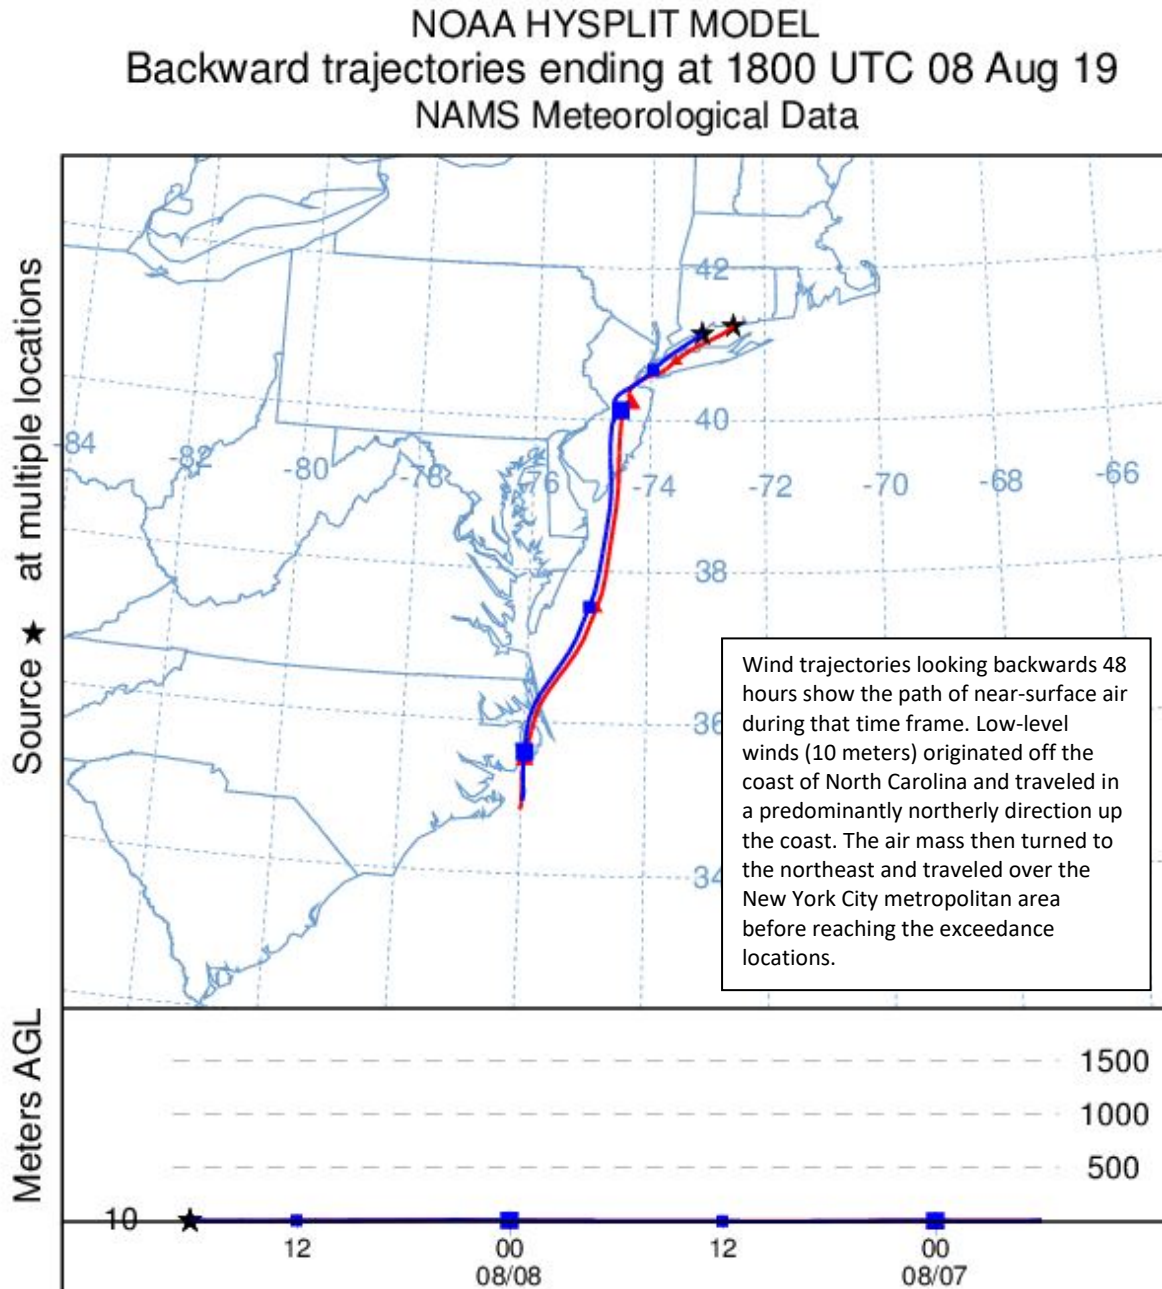 NOAA HYSPLIT MODEL
Backward trajectories ending at 1800 UTC 08 Aug 19
NAMS Meteorological Data
Source ★ at multiple locations
42
40
-84
-82
-80
-78
-76
-74
-72
-70
-68
-66
38
36
34
Wind trajectories looking backwards 48
hours show the path of near-surface air
during that time frame. Low-level
winds (10 meters) originated off the
coast of North Carolina and traveled in
a predominantly northerly direction up
the coast. The air mass then turned to
the northeast and traveled over the
New York City metropolitan area
before reaching the exceedance
locations.
Meters AGL
1500
1000
500
10
12 00 12 00
08/08 08/07